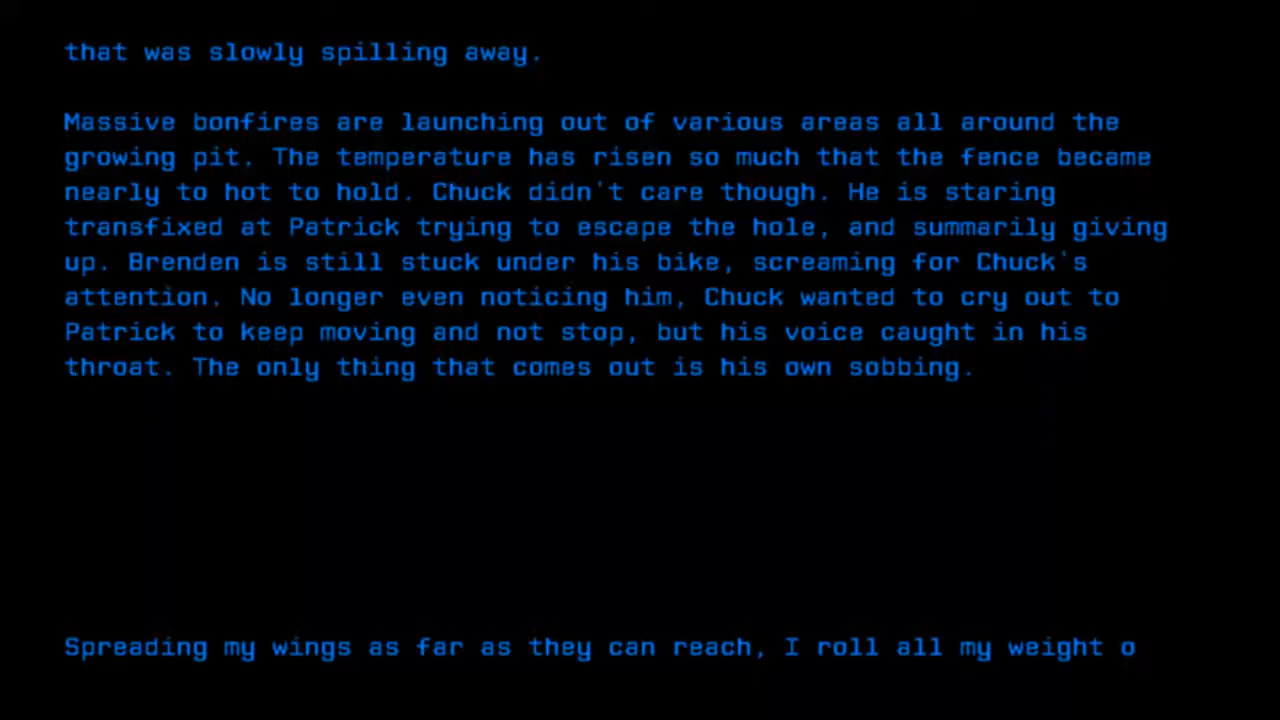 that was slowly spilling away.
Massive bonfires are launching out of various areas all around the
growing pit. The temperature has risen so much that the fence became
nearly to hot to hold. Chuck didn't care though. He is staring
transfixed at Patrick trying to escape the hole, and summarily giving
up. Brenden is still stuck under his bike, screaming for Chuck's
attention. No longer even noticing him, Chuck wanted to cry out to
Patrick to keep moving and not stop, but his voice caught in his
throat. The only thing that comes out is his own sobbing.
Spreading my wings as far as they can reach, I roll all my weight o